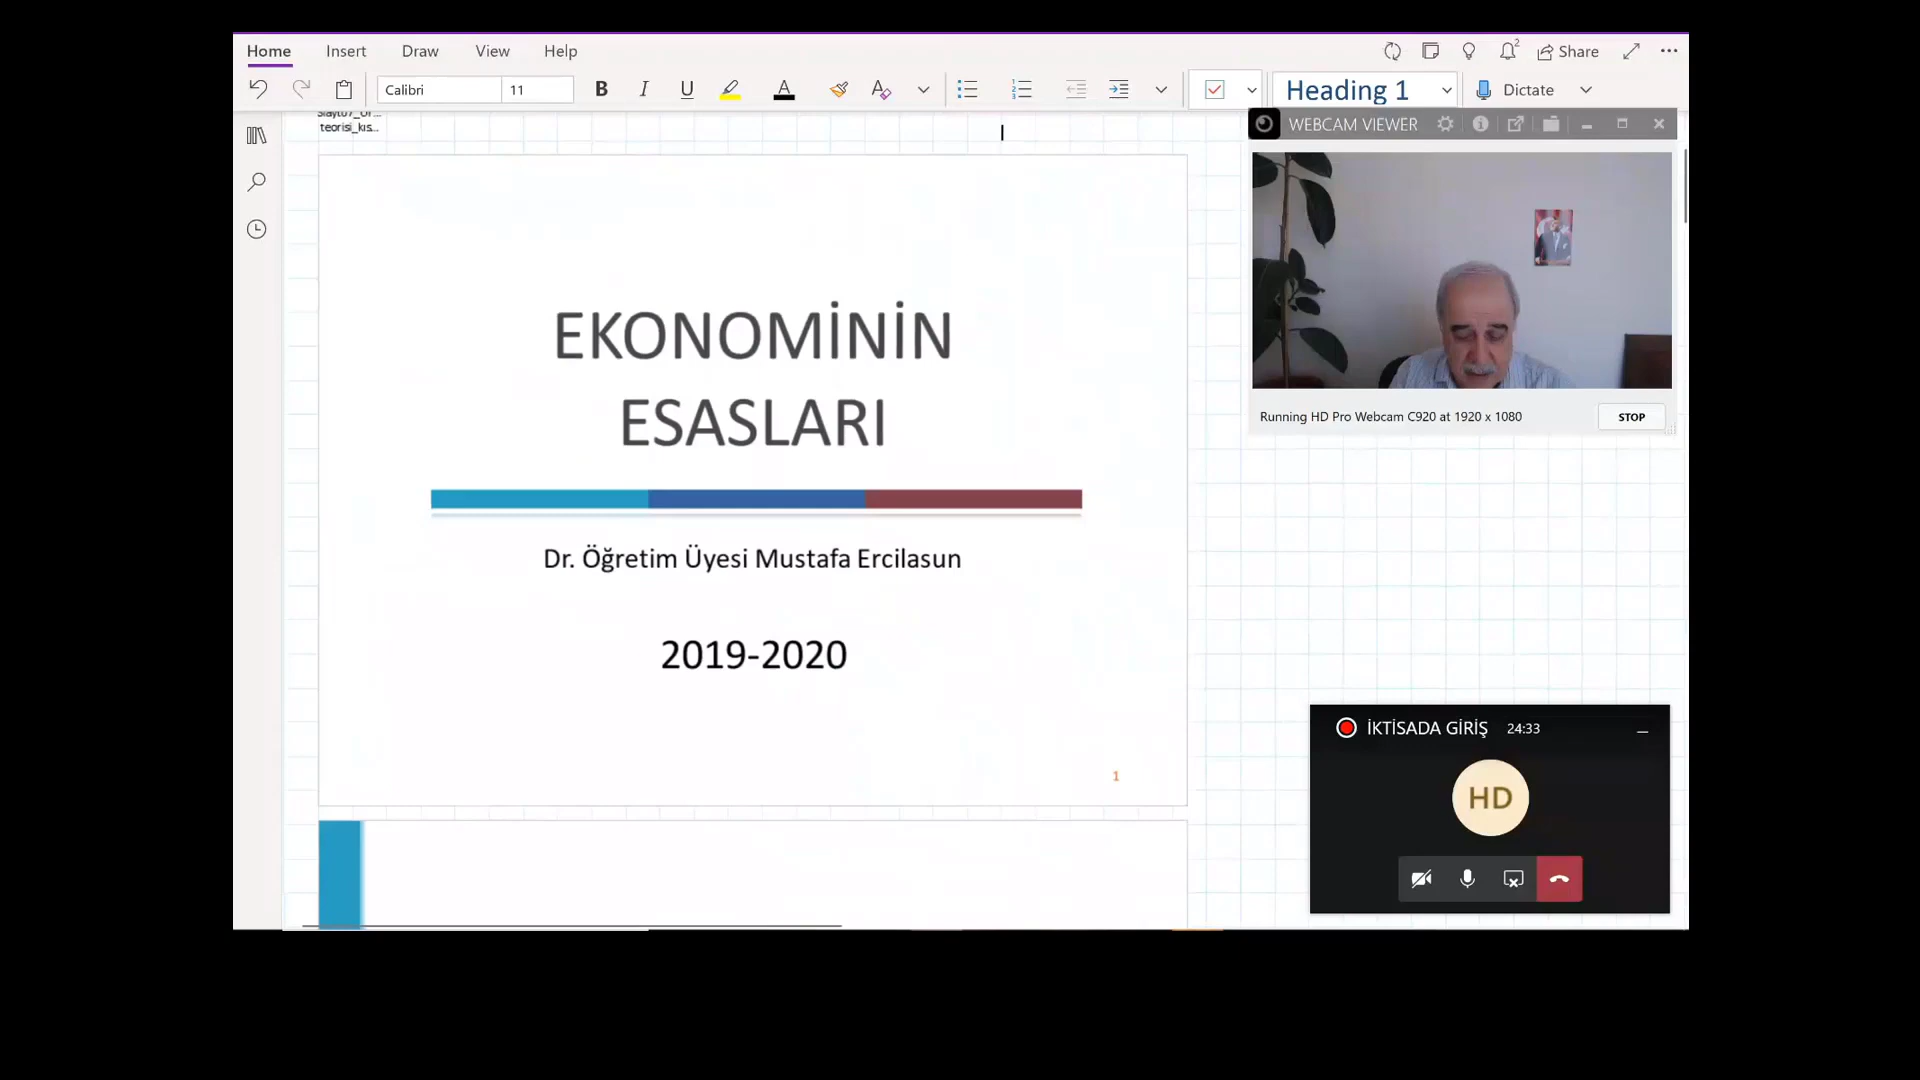 Home Insert Draw View Help
2
Share
Calibri 11 B I U A A
Heading 1
Dictate
teorisi_kıs...
WEBCAM VIEWER
EKONOMİNİN
ESASLARI
Dr. Öğretim Üyesi Mustafa Ercilasun
2019-2020
1
Running HD Pro Webcam C920 at 1920 x 1080
STOP
İKTİSADA GİRİŞ 24:33
HD